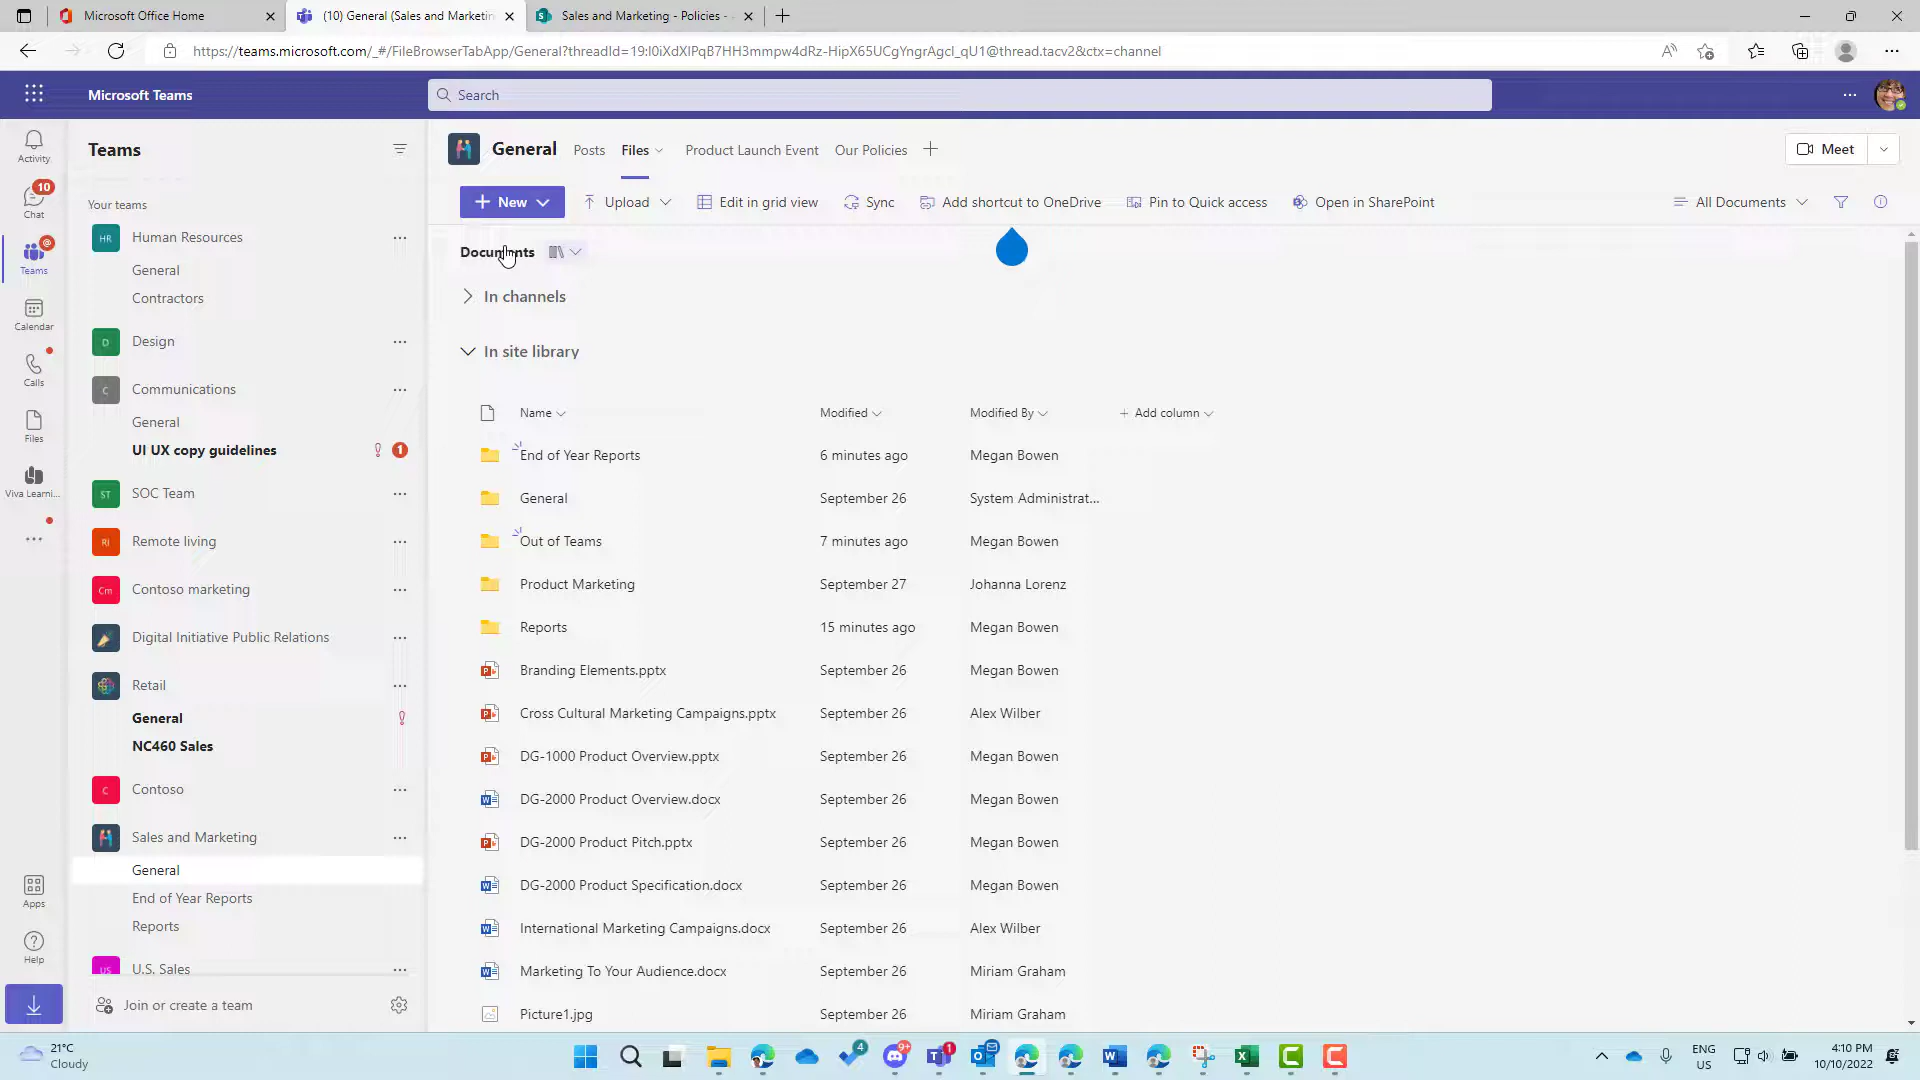 Microsoft Office Home
(10) General (Sales and Marketin
Sales and Marketing - Policies -
https://teams.microsoft.com/_#/FileBrowserTabApp/General?threadId=19:l0iXdXlPqB7HH3mmpw4dRz-HipX65UCgYngrAgcl_qU1@thread.tacv2&ctx=channel
Microsoft Teams
Search
Activity
10
Chat
Teams
Calendar
Calls
Files
Viva Learni...
Apps
Help
Teams
Your teams
HR Human Resources
General
Contractors
D Design
C Communications
General
UI UX copy guidelines ! 1
ST SOC Team
Rl Remote living
Cm Contoso marketing
Digital Initiative Public Relations
Retail
General !
NC460 Sales
C Contoso
Sales and Marketing
General
End of Year Reports
Reports
US U.S. Sales
Join or create a team
General Posts Files Product Launch Event Our Policies
Meet
New Upload Edit in grid view Sync Add shortcut to OneDrive Pin to Quick access Open in SharePoint All Documents
Documents
In channels
In site library
Name Modified Modified By Add column
End of Year Reports 6 minutes ago Megan Bowen
General September 26 System Administrat...
Out of Teams 7 minutes ago Megan Bowen
Product Marketing September 27 Johanna Lorenz
Reports 15 minutes ago Megan Bowen
Branding Elements.pptx September 26 Megan Bowen
Cross Cultural Marketing Campaigns.pptx September 26 Alex Wilber
DG-1000 Product Overview.pptx September 26 Megan Bowen
DG-2000 Product Overview.docx September 26 Megan Bowen
DG-2000 Product Pitch.pptx September 26 Megan Bowen
DG-2000 Product Specification.docx September 26 Megan Bowen
International Marketing Campaigns.docx September 26 Alex Wilber
Marketing To Your Audience.docx September 26 Miriam Graham
Picture1.jpg September 26 Miriam Graham
21°C
Cloudy
4
9+
1
ENG
US
4:10 PM
10/10/2022